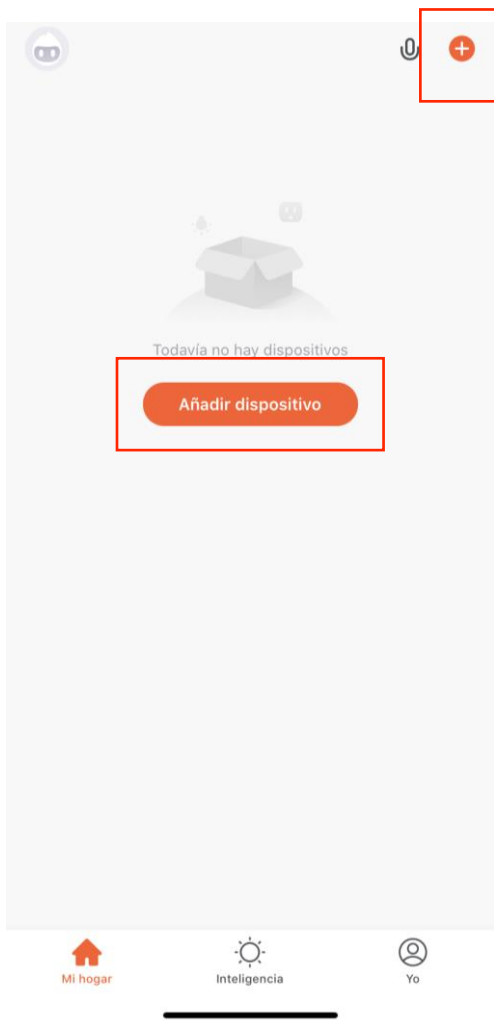 Todavía no hay dispositivos
Añadir dispositivo
Mi hogar
Inteligencia
Yo